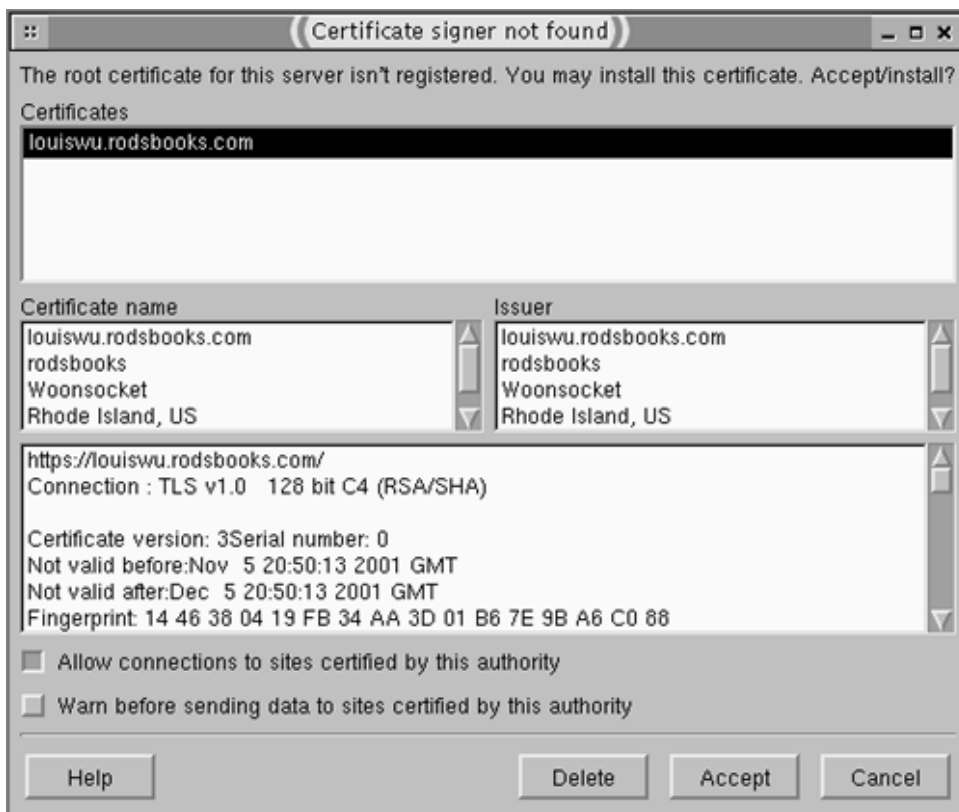 Certificate signer not found
The root certificate for this server isn't registered. You may install this certificate. Accept/install?
Certificates
louiswu.rodsbooks.com
Certificate name
louiswu.rodsbooks.com
rodsbooks
Woonsocket
Rhode Island, US
Issuer
louiswu.rodsbooks.com
rodsbooks
Woonsocket
Rhode Island, US
https://louiswu.rodsbooks.com/
Connection : TLS v1.0 128 bit C4 (RSA/SHA)
Certificate version: 3Serial number: 0
Not valid before:Nov 5 20:50:13 2001 GMT
Not valid after:Dec 5 20:50:13 2001 GMT
Fingerprint: 14 46 38 04 19 FB 34 AA 3D 01 B6 7E 9B A6 C0 88
Allow connections to sites certified by this authority
Warn before sending data to sites certified by this authority
Help
Delete
Accept
Cancel